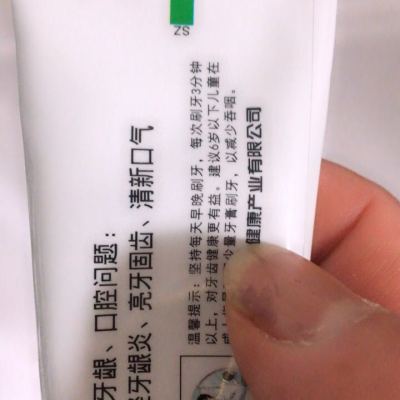 SZ
牙龈、口腔问题：
牙龈炎、亮牙固齿、清新口气
温馨提示：坚持每天早晚刷牙，每次刷牙3分钟
以上，对牙齿健康更有益。建议6岁以下儿童在
少量牙膏刷牙，以减少吞咽。
健康产业有限公司